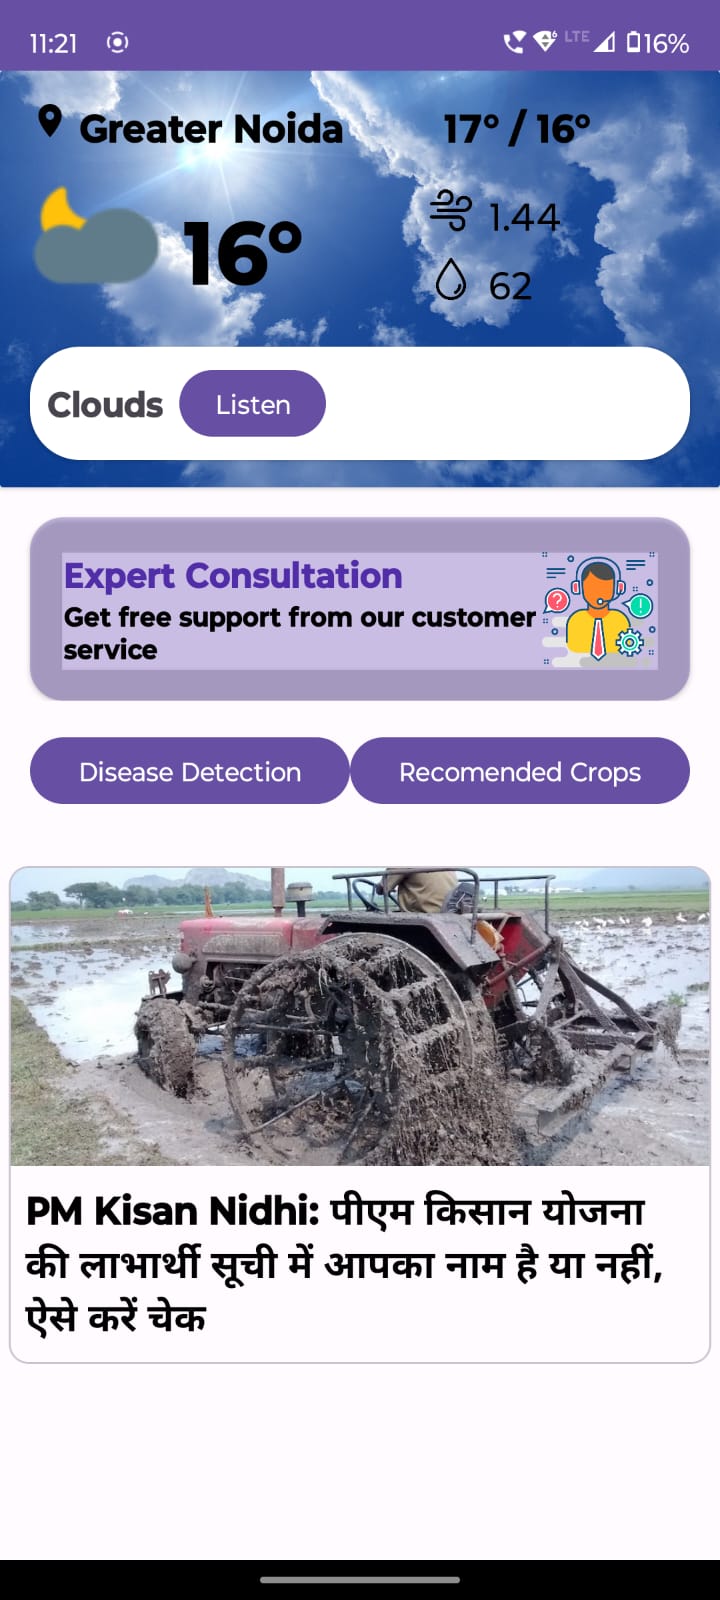 11:21
LTE 16%
Greater Noida 17° / 16°
16° 1.44
62
Clouds Listen
Expert Consultation
Get free support from our customer
service
Disease Detection Recomended Crops
PM Kisan Nidhi: पीएम किसान योजना
की लाभार्थी सूची में आपका नाम है या नहीं,
ऐसे करें चेक